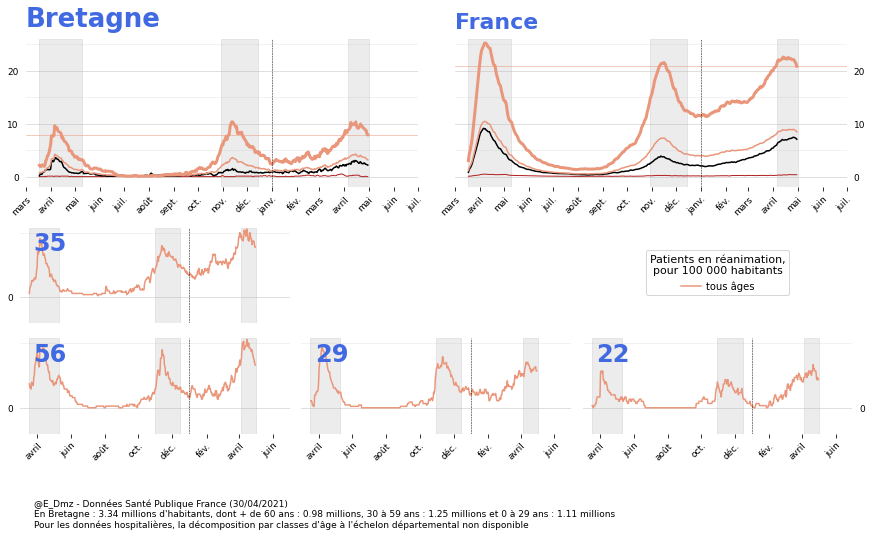 Bretagne
France
20
10
0
20
10
0
mars avril mai juin juil. août sept. oct. nov. déc. janv. fév. mars avril mai juin juil.
mars avril mai juin juil. août sept. oct. nov. déc. janv. fév. mars avril mai juin juil.
35
0
Patients en réanimation,
pour 100 000 habitants
tous âges
56
29
22
0
0
avril juin août oct. déc. fév. avril juin
avril juin août oct. déc. fév. avril juin
avril juin août oct. déc. fév. avril juin
@E_Dmz - Données Santé Publique France (30/04/2021)
En Bretagne : 3.34 millions d'habitants, dont + de 60 ans : 0.98 millions, 30 à 59 ans : 1.25 millions et 0 à 29 ans : 1.11 millions
Pour les données hospitalières, la décomposition par classes d'âge à l'échelon départemental non disponible